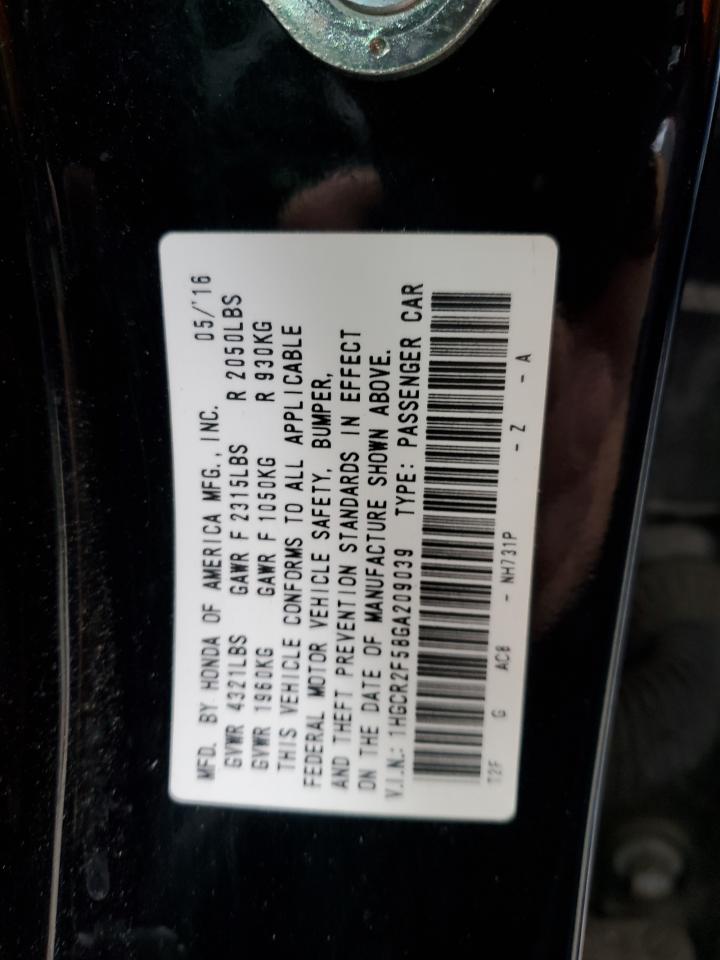 MFD. BY HONDA OF AMERICA MFG., INC. 05/'16
GVWR 4321LBS GAWR F 2315LBS R 2050LBS
GVWR 1960KG GAWR F 1050KG R 930KG
THIS VEHICLE CONFORMS TO ALL APPLICABLE
FEDERAL MOTOR VEHICLE SAFETY, BUMPER,
AND THEFT PREVENTION STANDARDS IN EFFECT
ON THE DATE OF MANUFACTURE SHOWN ABOVE.
V.I.N.: 1HGCR2F58GA209039 TYPE: PASSENGER CAR
T2F G AC8 - NH731P - Z - A